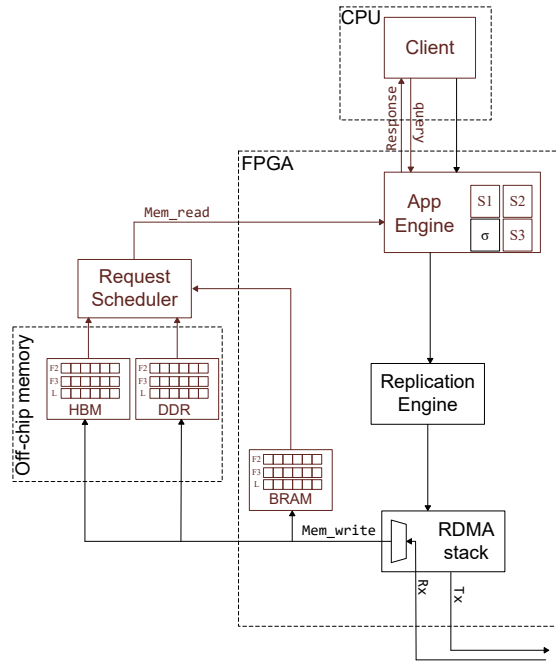 CPU
Client
Response
query
FPGA
App
Engine
S1
S2
σ
S3
Mem_read
Request
Scheduler
Off-chip memory
F2
F3
L
HBM
F2
F3
L
DDR
Replication
Engine
F2
F3
L
BRAM
Mem_write
RDMA
stack
Rx
Tx